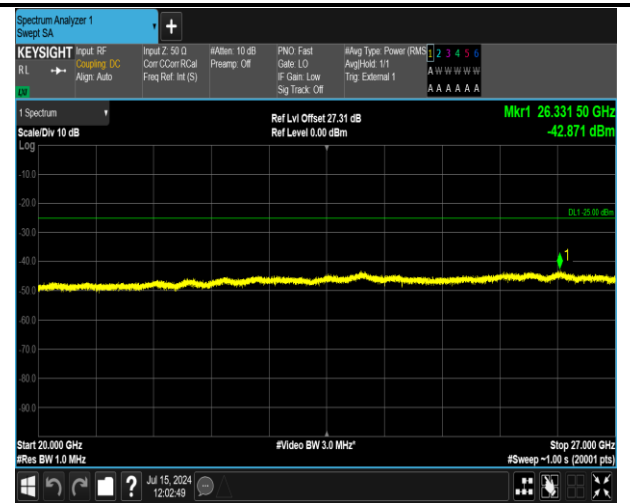 Spectrum Analyzer 1
Swept SA
+
KEYSIGHT
RL
Input: RF
Coupling: DC
Align: Auto
Input Z: 50 Ω
Corr CCorr RCal
Freq Ref: Int (S)
#Atten: 10 dB
Preamp: Off
PNO: Fast
Gate: LO
IF Gain: Low
Sig Track: Off
#Avg Type: Power (RMS
Avg|Hold: 1/1
Trig: External 1
1 2 3 4 5 6
A W W W W W
A A A A A A
1 Spectrum
Scale/Div 10 dB
Log
Ref Lvl Offset 27.31 dB
Ref Level 0.00 dBm
Mkr1 26.331 50 GHz
-42.871 dBm
-10.0
-20.0
DL1 -25.00 dBm
-30.0
1
-40.0
-50.0
-60.0
-70.0
-80.0
-90.0
Start 20.000 GHz
#Res BW 1.0 MHz
#Video BW 3.0 MHz*
Stop 27.000 GHz
#Sweep ~1.00 s (20001 pts)
?
Jul 15, 2024
12:02:49